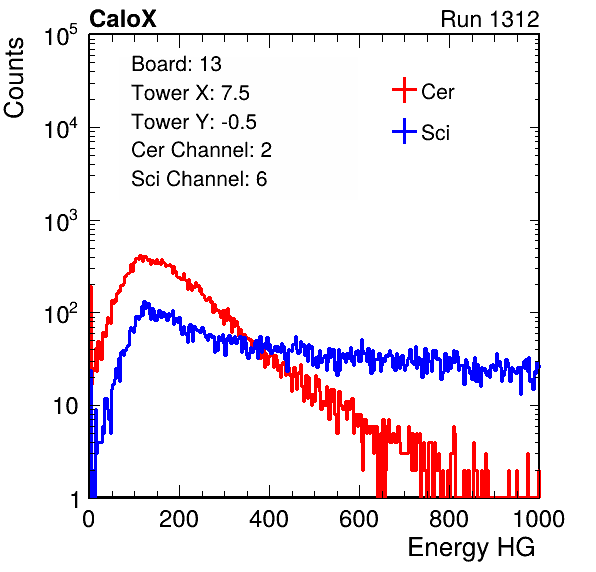 CaloX Run 1312
Counts
Board: 13
Tower X: 7.5
Tower Y: -0.5
Cer Channel: 2
Sci Channel: 6
Cer
Sci
10^5
10^4
10^3
10^2
10
1
0 200 400 600 800 1000
Energy HG